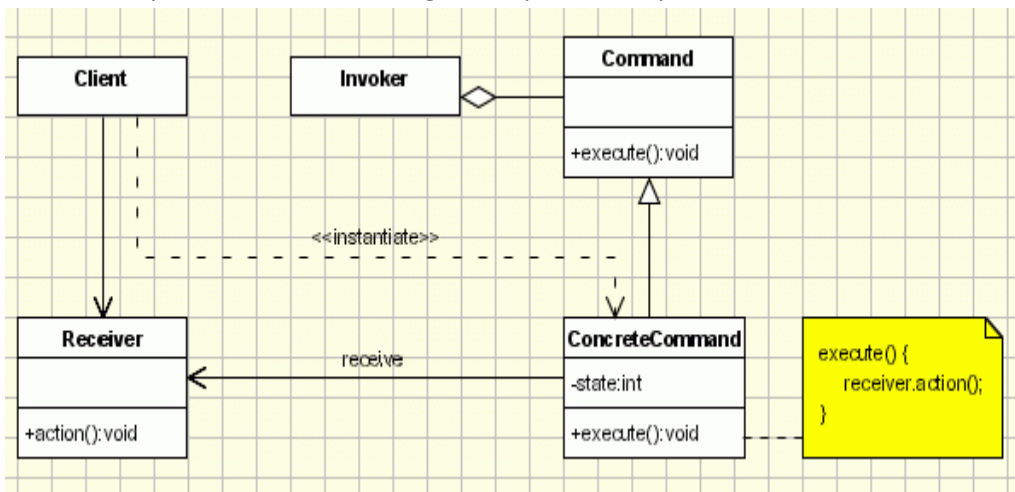 Client
Invoker
Command
+execute():void
<<instantiate>>
Receiver
+action():void
receive
ConcreteCommand
-state:int
+execute():void
execute() {
receiver.action();
}